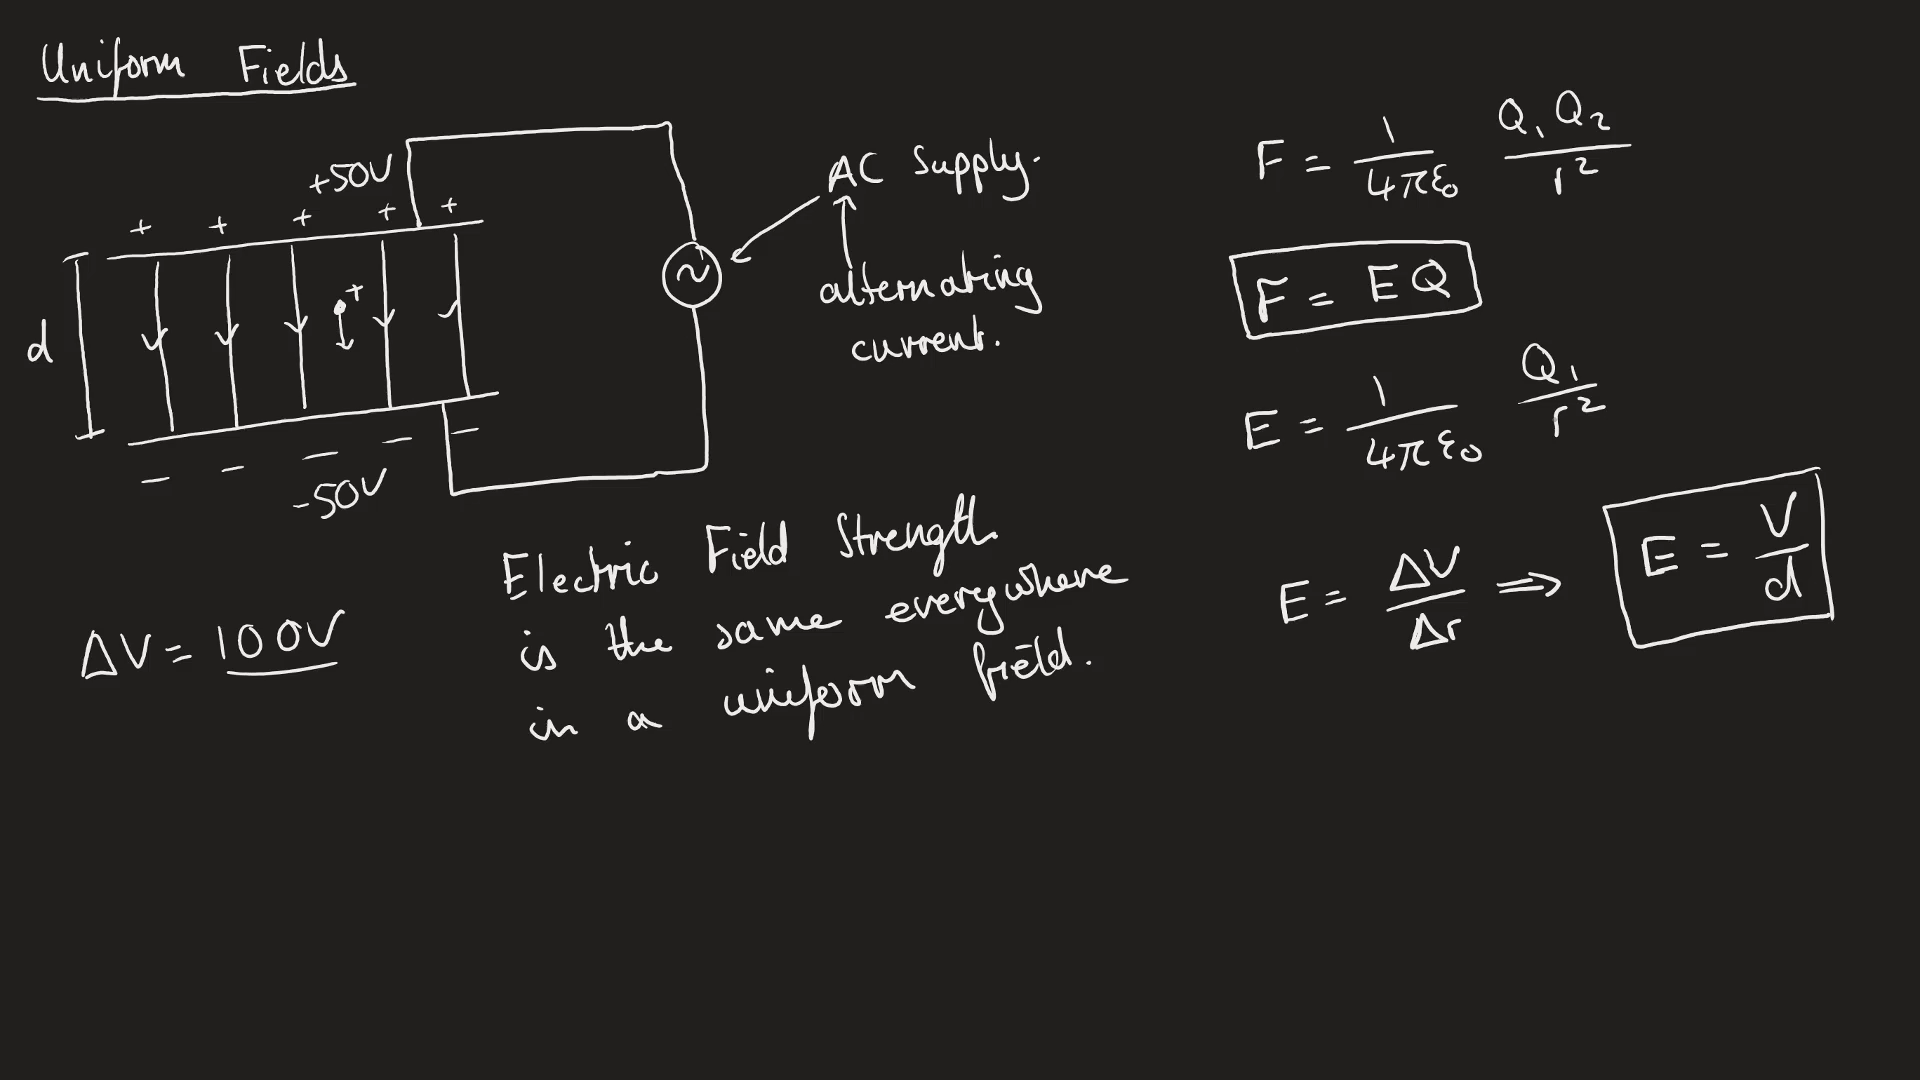 Uniform Fields
+50V
+ + + + +
d
+
- - - - -
-50V
ΔV = 100V
~
AC Supply.
alternating
current.
Electric Field Strength
is the same everywhere
in a uniform field.
F = 1/4πε₀ Q₁Q₂/r²
F = EQ
E = 1/4πε₀ Q₁/r²
E = ΔV/Δr ⇒ E = V/d